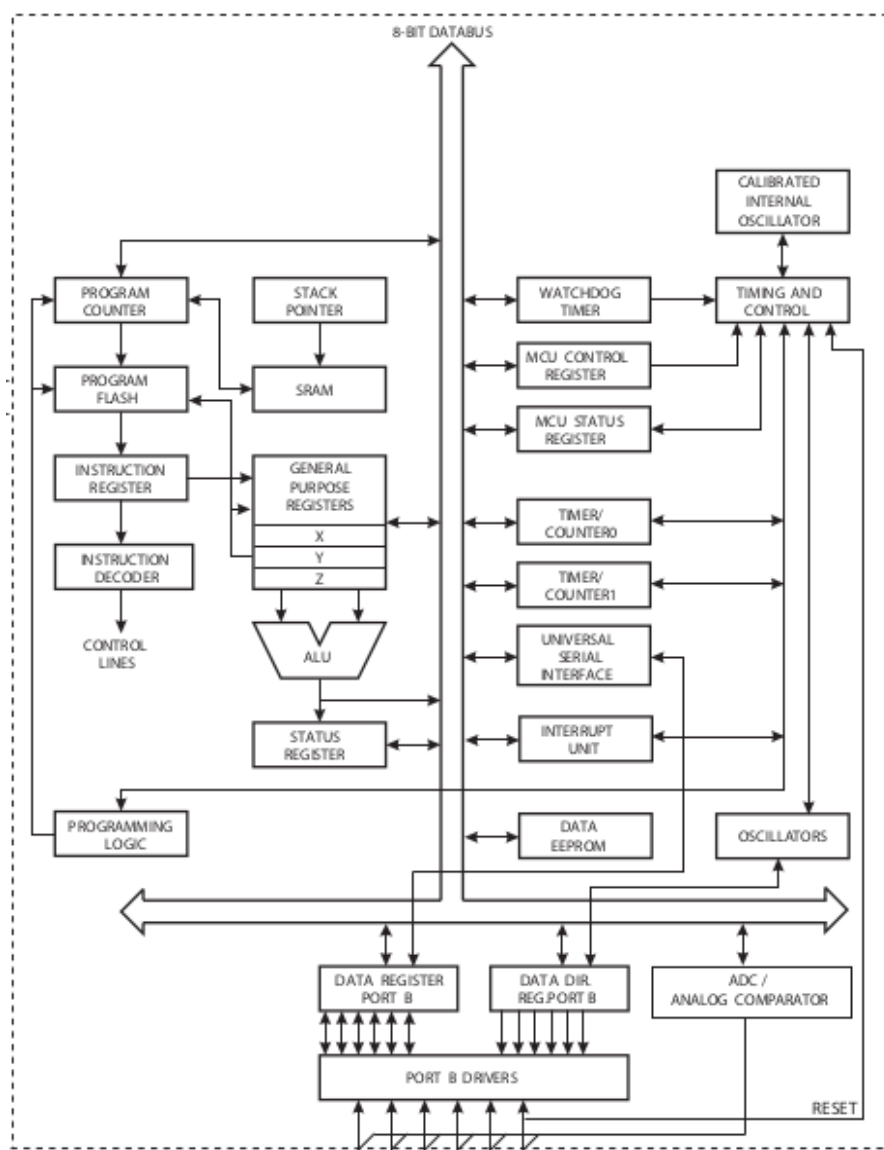 8-BIT DATABUS
CALIBRATED
INTERNAL
OSCILLATOR
PROGRAM
COUNTER
STACK
POINTER
WATCHDOG
TIMER
TIMING AND
CONTROL
PROGRAM
FLASH
SRAM
MCU CONTROL
REGISTER
MCU STATUS
REGISTER
INSTRUCTION
REGISTER
GENERAL
PURPOSE
REGISTERS
X
Y
Z
TIMER/
COUNTER0
INSTRUCTION
DECODER
TIMER/
COUNTER1
CONTROL
LINES
ALU
UNIVERSAL
SERIAL
INTERFACE
STATUS
REGISTER
INTERRUPT
UNIT
PROGRAMMING
LOGIC
DATA
EEPROM
OSCILLATORS
DATA REGISTER
PORT B
DATA DIR.
REG.PORT B
ADC /
ANALOG COMPARATOR
PORT B DRIVERS
RESET